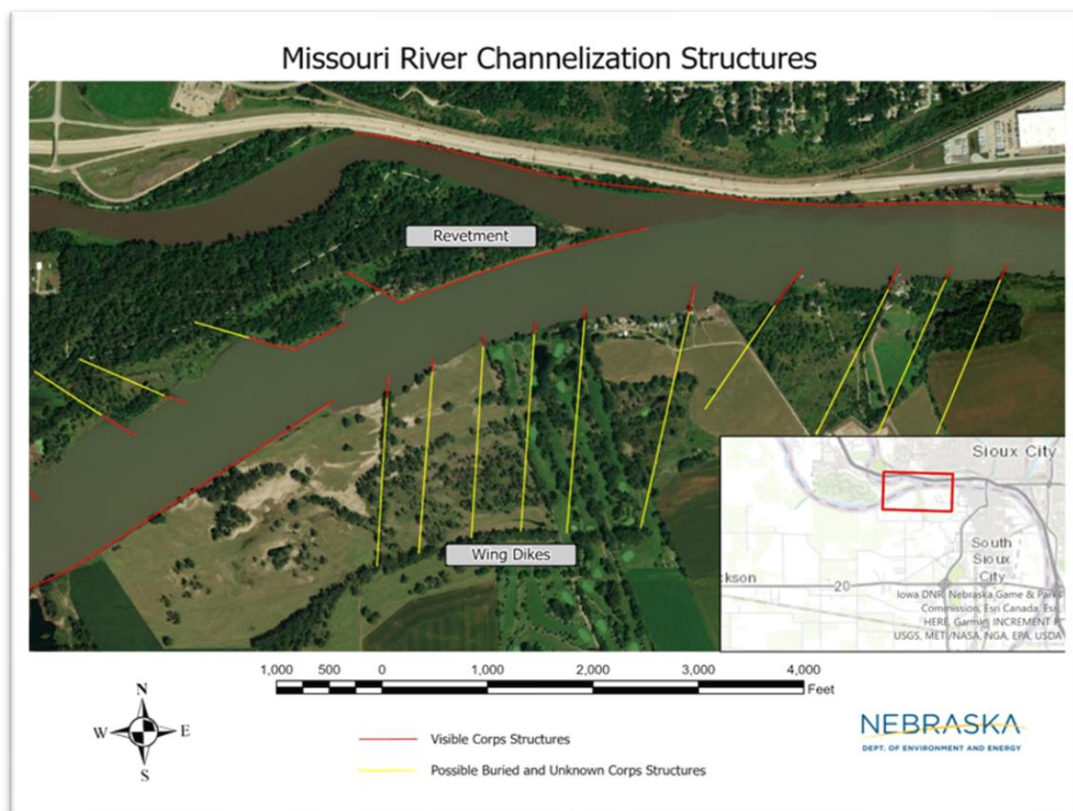 Missouri River Channelization Structures
Revetment
Wing Dikes
Sioux City
South
Sioux
City
ckson
20
Iowa DNR, Nebraska Game & Parks
Commission, Esri Canada, Esri,
HERE, Garmin, INCREMENT P,
USGS, METI/NASA, NGA, EPA, USDA
1,000 500 0 1,000 2,000 3,000 4,000
Feet
N
W E
S
Visible Corps Structures
Possible Buried and Unknown Corps Structures
NEBRASKA
DEPT. OF ENVIRONMENT AND ENERGY